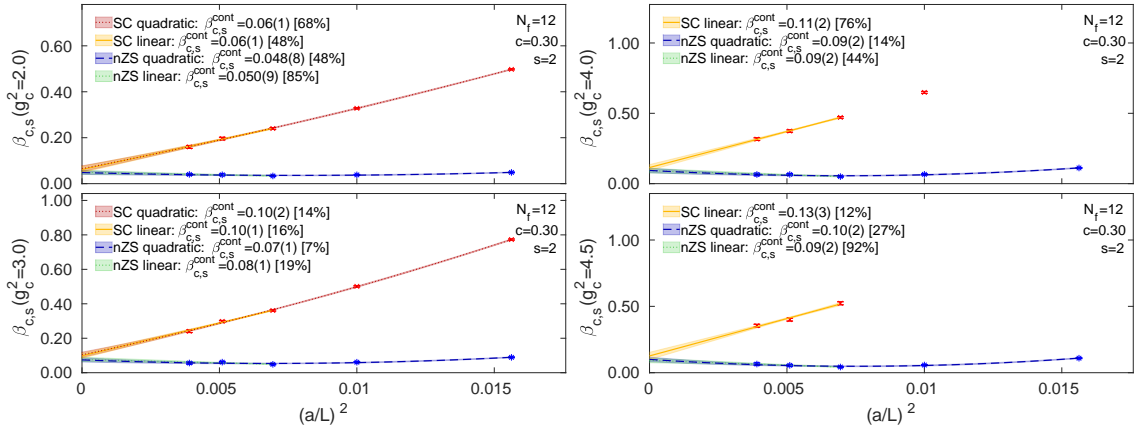 SC quadratic: β^cont_c,s=0.06(1) [68%]
SC linear: β^cont_c,s=0.06(1) [48%]
nZS quadratic: β^cont_c,s=0.048(8) [48%]
nZS linear: β^cont_c,s=0.050(9) [85%]
N_f=12
c=0.30
s=2
β_c,s(g_c^2=2.0)
0.60
0.40
0.20
0.00
SC linear: β^cont_c,s=0.11(2) [76%]
nZS quadratic: β^cont_c,s=0.09(2) [14%]
nZS linear: β^cont_c,s=0.09(2) [44%]
N_f=12
c=0.30
s=2
β_c,s(g_c^2=4.0)
1.00
0.50
0.00
SC quadratic: β^cont_c,s=0.10(2) [14%]
SC linear: β^cont_c,s=0.10(1) [16%]
nZS quadratic: β^cont_c,s=0.07(1) [7%]
nZS linear: β^cont_c,s=0.08(1) [19%]
N_f=12
c=0.30
s=2
β_c,s(g_c^2=3.0)
1.00
0.80
0.60
0.40
0.20
0.00
0 0.005 0.01 0.015
(a/L)^2
SC linear: β^cont_c,s=0.13(3) [12%]
nZS quadratic: β^cont_c,s=0.10(2) [27%]
nZS linear: β^cont_c,s=0.09(2) [92%]
N_f=12
c=0.30
s=2
β_c,s(g_c^2=4.5)
1.00
0.50
0.00
0 0.005 0.01 0.015
(a/L)^2